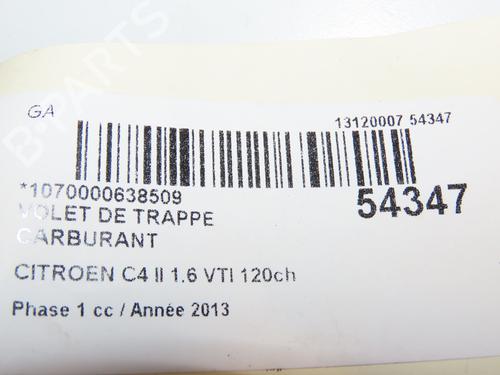 GA
13120007 54347
*1070000638509
54347
VOLET DE TRAPPE
CARBURANT
CITROEN C4 II 1.6 VTI 120ch
Phase 1 cc / Année 2013
B-PARTS